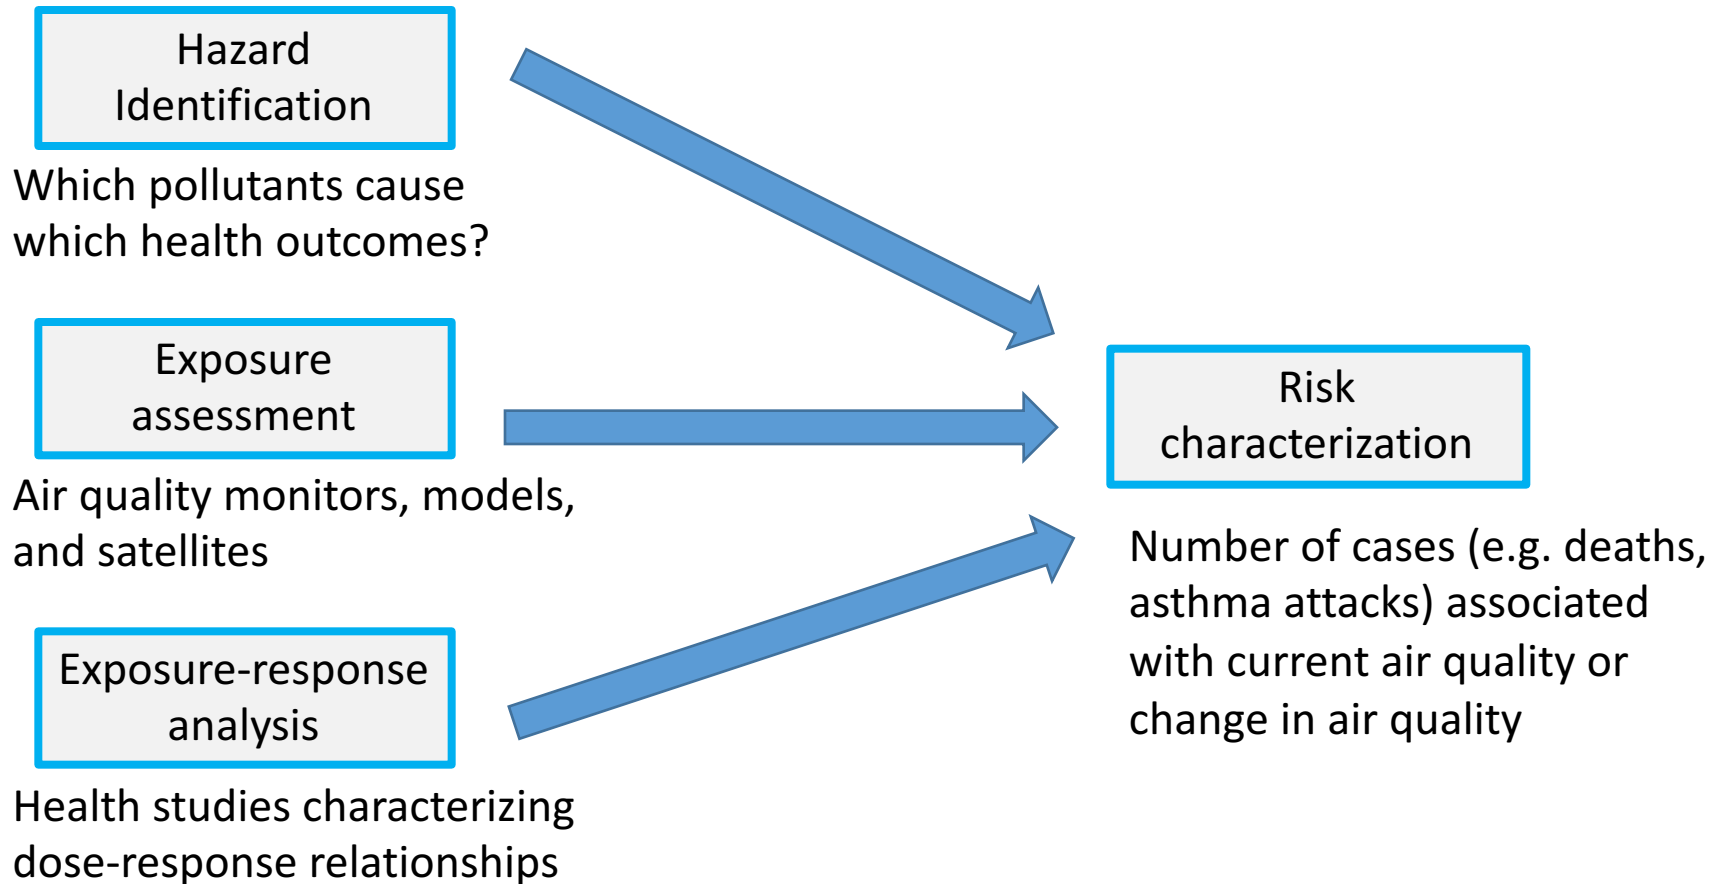 Hazard
Identification
Which pollutants cause
which health outcomes?
Exposure
assessment
Air quality monitors, models,
and satellites
Exposure-response
analysis
Health studies characterizing
dose-response relationships
Risk
characterization
Number of cases (e.g. deaths,
asthma attacks) associated
with current air quality or
change in air quality